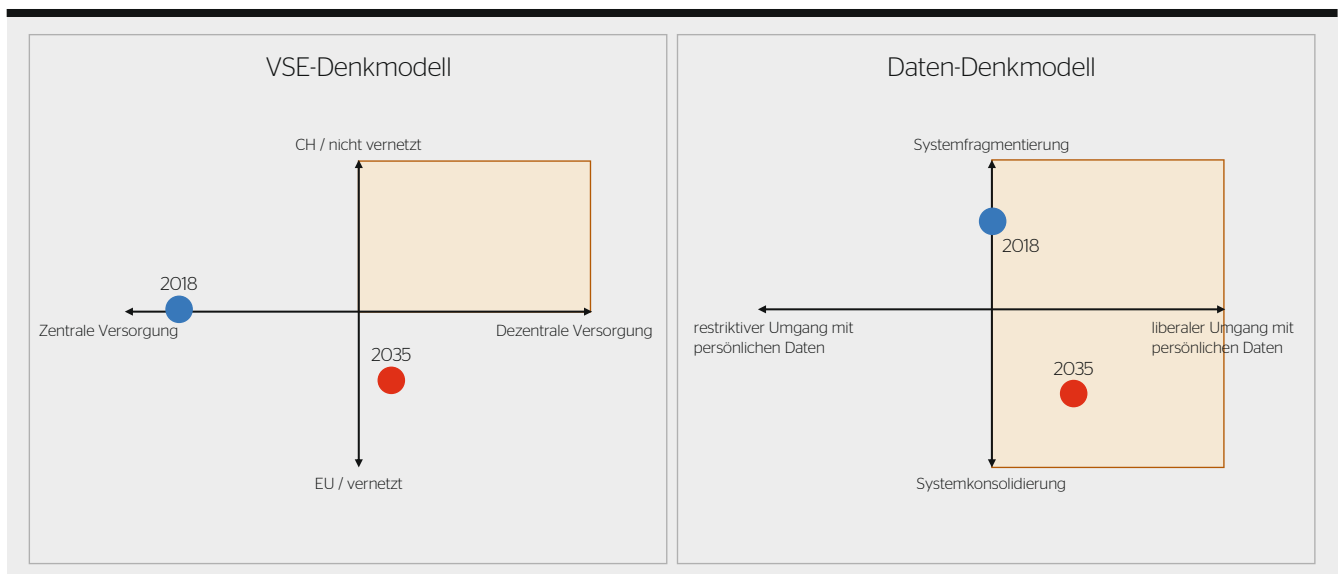 VSE-Denkmodell
CH / nicht vernetzt
2018
Zentrale Versorgung
Dezentrale Versorgung
2035
EU / vernetzt
Daten-Denkmodell
Systemfragmentierung
2018
restriktiver Umgang mit
persönlichen Daten
liberaler Umgang mit
persönlichen Daten
2035
Systemkonsolidierung